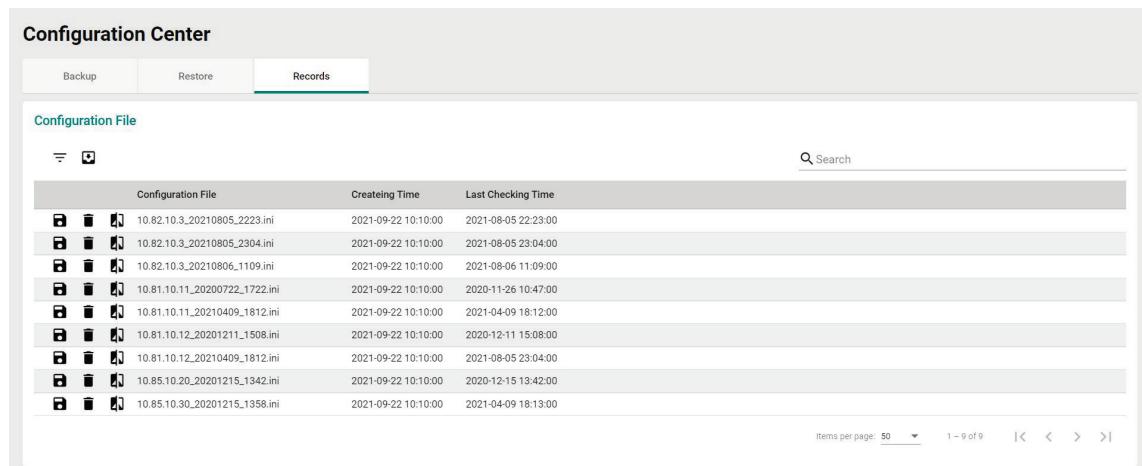 Configuration Center
Backup Restore Records
Configuration File
Search
Configuration File Createing Time Last Checking Time
10.82.10.3_20210805_2223.ini 2021-09-22 10:10:00 2021-08-05 22:23:00
10.82.10.3_20210805_2304.ini 2021-09-22 10:10:00 2021-08-05 23:04:00
10.82.10.3_20210806_1109.ini 2021-09-22 10:10:00 2021-08-06 11:09:00
10.81.10.11_20200722_1722.ini 2021-09-22 10:10:00 2020-11-26 10:47:00
10.81.10.11_20210409_1812.ini 2021-09-22 10:10:00 2021-04-09 18:12:00
10.81.10.12_20201211_1508.ini 2021-09-22 10:10:00 2020-12-11 15:08:00
10.81.10.12_20210409_1812.ini 2021-09-22 10:10:00 2021-08-05 23:04:00
10.85.10.20_20201215_1342.ini 2021-09-22 10:10:00 2020-12-15 13:42:00
10.85.10.30_20201215_1358.ini 2021-09-22 10:10:00 2021-04-09 18:13:00
Items per page: 50 1 – 9 of 9